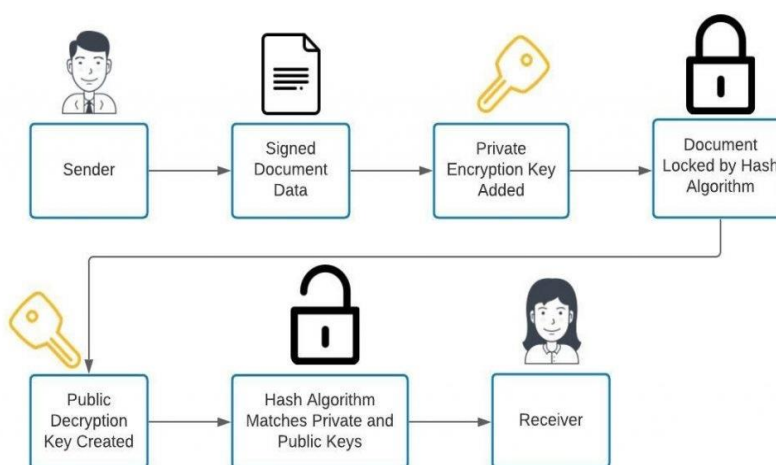 Sender
Signed
Document
Data
Private
Encryption Key
Added
Document
Locked by Hash
Algorithm
Public
Decryption
Key Created
Hash Algorithm
Matches Private and
Public Keys
Receiver